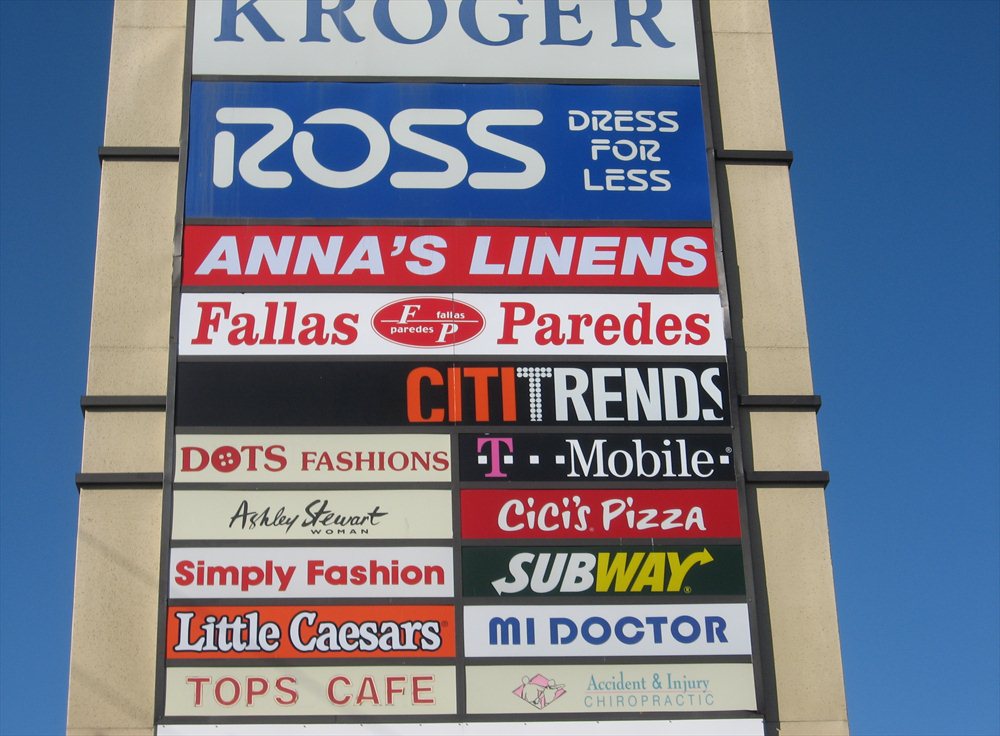 KROGER
ROSS DRESS
FOR
LESS
ANNA'S LINENS
Fallas F fallas paredes P Paredes
CITITRENDS
DOTS FASHIONS
T··Mobile·®
Ashley Stewart
WOMAN
CiCi's Pizza
Simply Fashion
SUBWAY®
Little Caesars®
MI DOCTOR
TOPS CAFE
Accident & Injury
CHIROPRACTIC